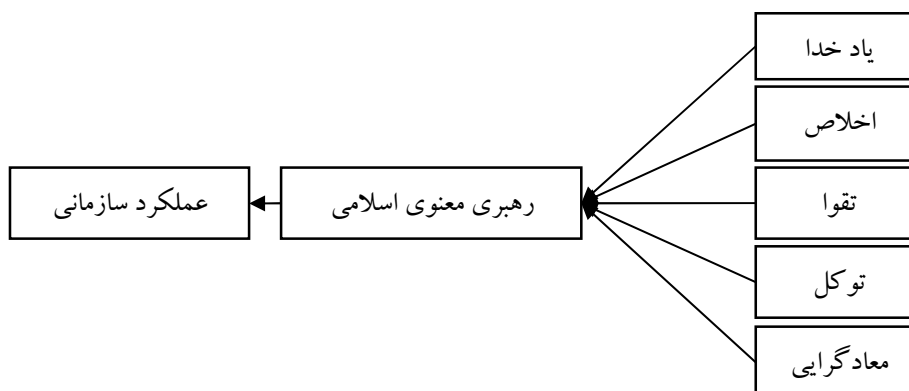 یاد خدا
اخلاص
تقوا
توکل
معادگرایی
رهبری معنوی اسلامی
عملکرد سازمانی